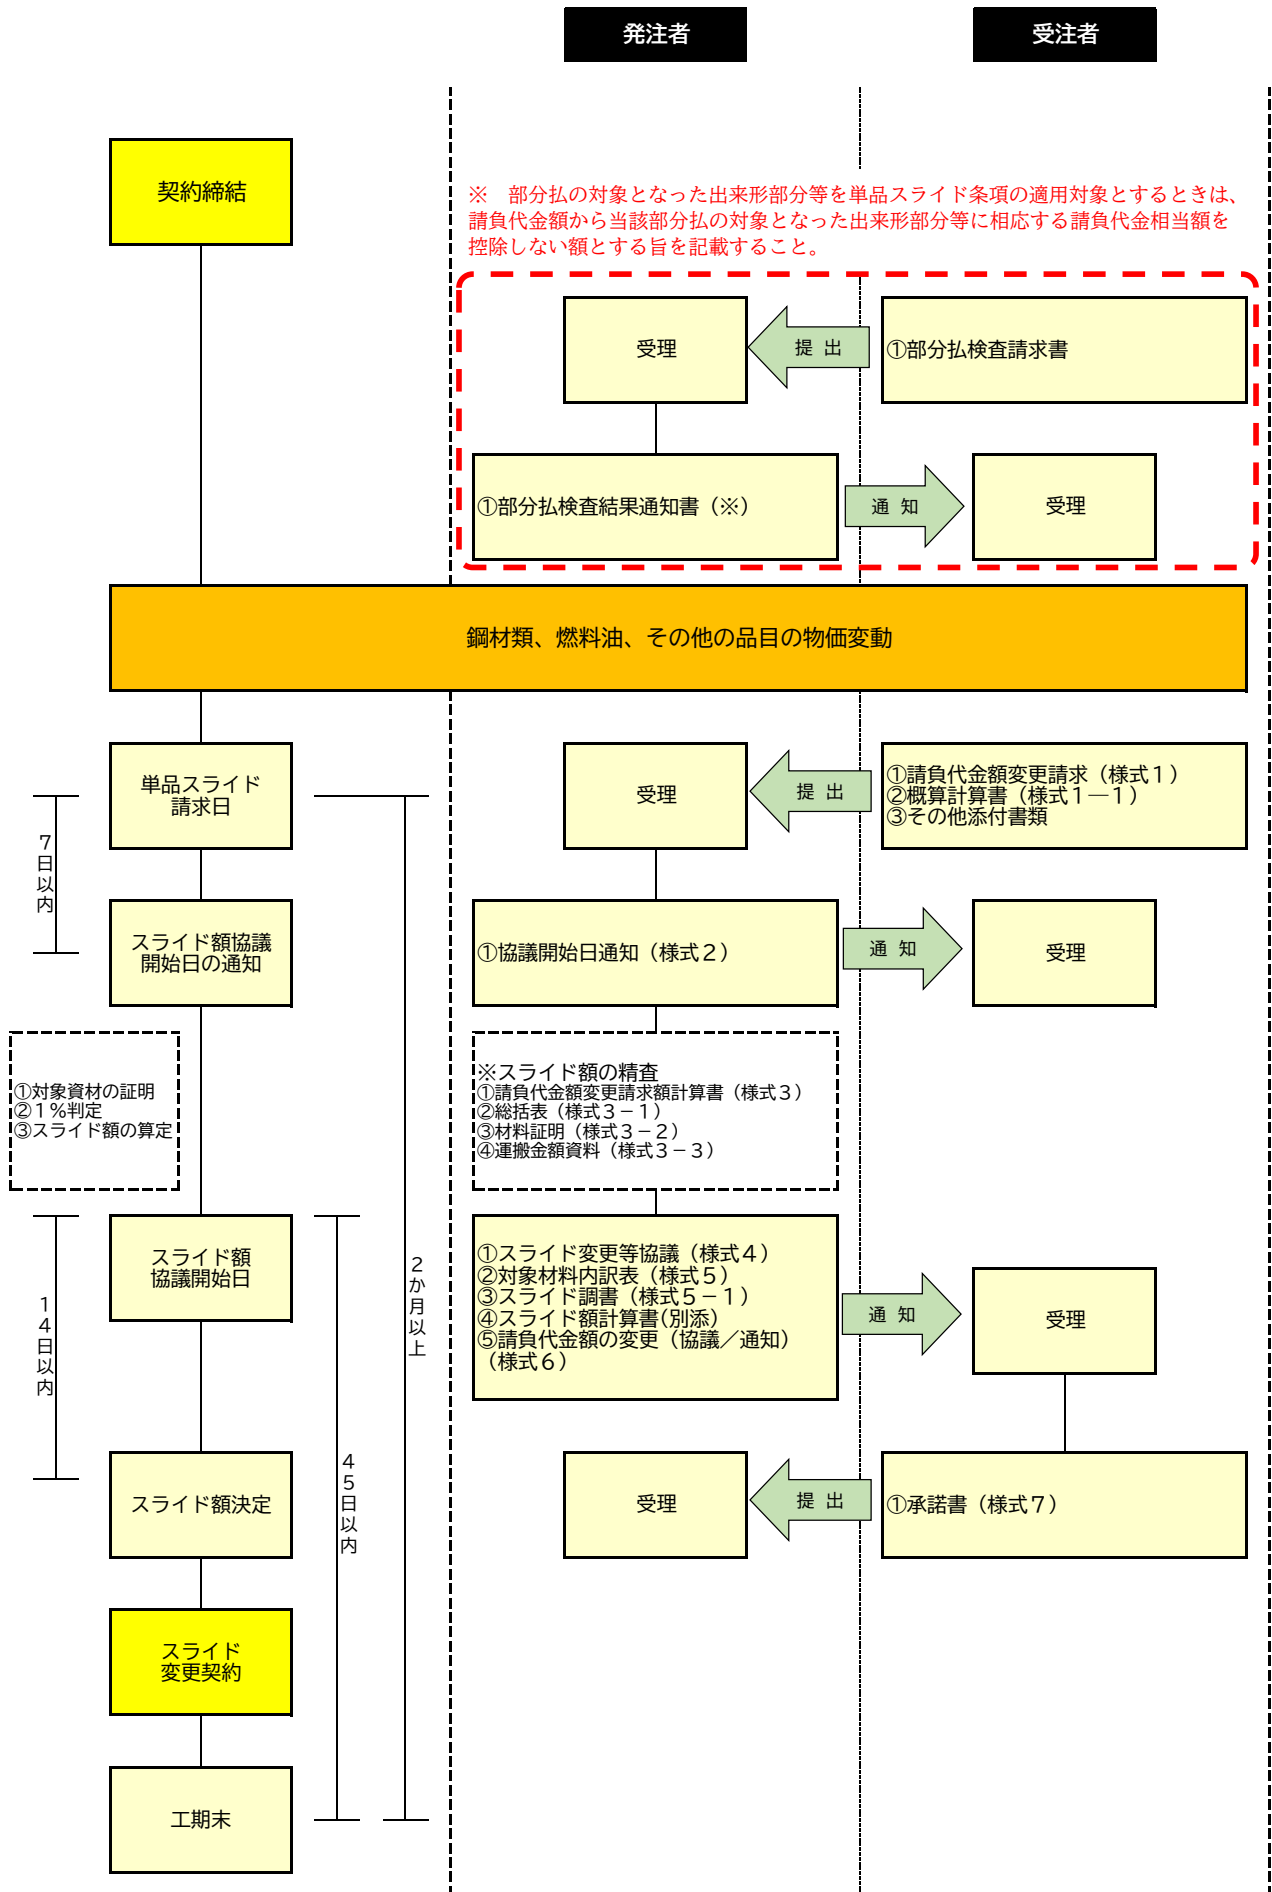 発注者
受注者
契約締結
※　部分払の対象となった出来形部分等を単品スライド条項の適用対象とするときは、
請負代金額から当該部分払の対象となった出来形部分等に相応する請負代金相当額を
控除しない額とする旨を記載すること。
受理
提 出
①部分払検査請求書
①部分払検査結果通知書（※）
通 知
受理
鋼材類、燃料油、その他の品目の物価変動
単品スライド
請求日
受理
提 出
①請負代金額変更請求（様式１）
②概算計算書（様式１―１）
③その他添付書類
７日以内
スライド額協議
開始日の通知
①協議開始日通知（様式２）
通 知
受理
①対象資材の証明
②１％判定
③スライド額の算定
※スライド額の精査
①請負代金額変更請求額計算書（様式３）
②総括表（様式３－１）
③材料証明（様式３－２）
④運搬金額資料（様式３－３）
スライド額
協議開始日
１４日以内
２か月以上
①スライド変更等協議（様式４）
②対象材料内訳表（様式５）
③スライド調書（様式５－１）
④スライド額計算書(別添)
⑤請負代金額の変更（協議／通知）
（様式６）
通 知
受理
スライド額決定
４５日以内
受理
提 出
①承諾書（様式７）
スライド
変更契約
工期末